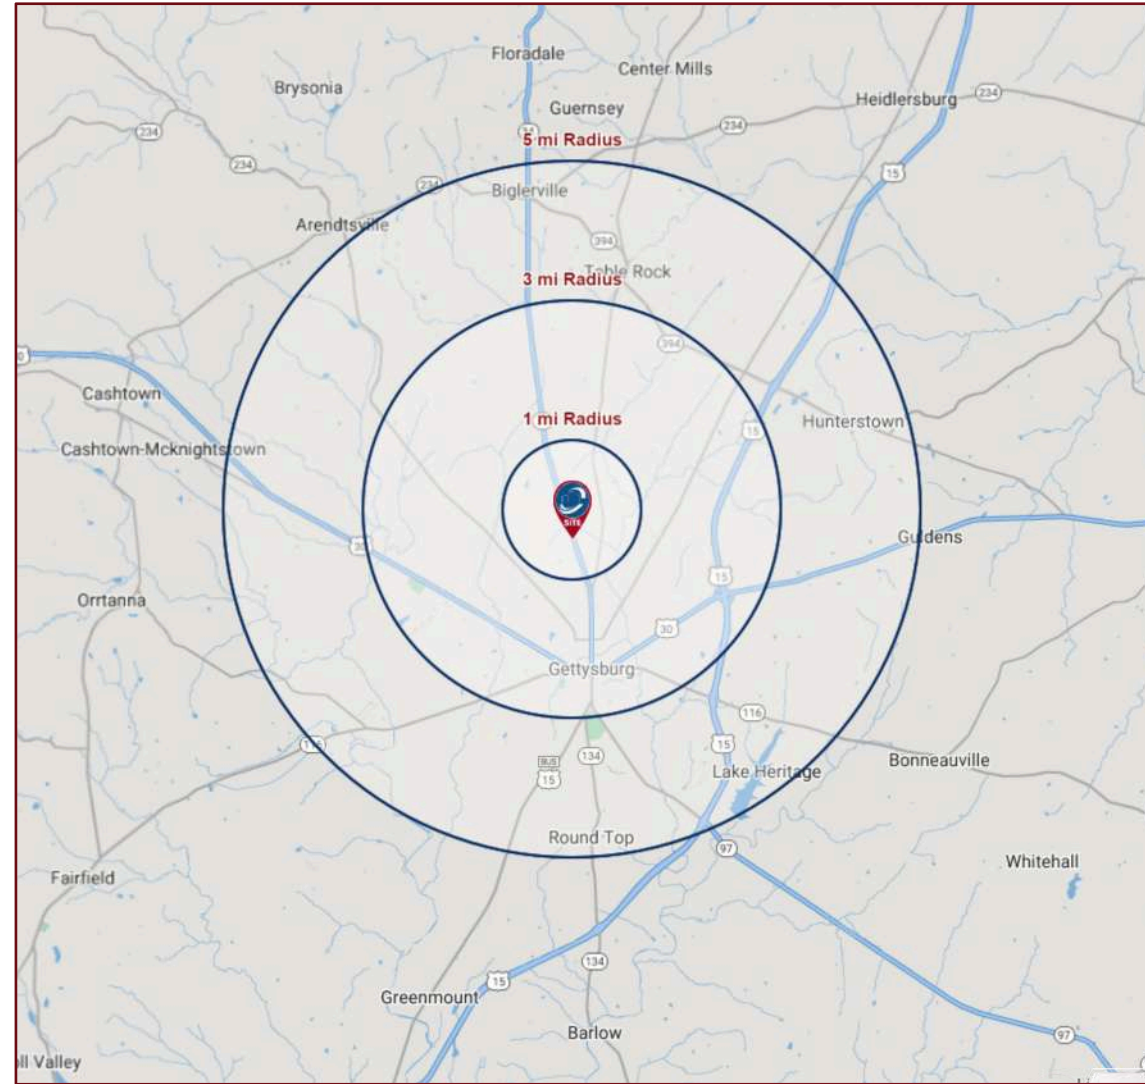 Floradale
Center Mills
Brysonia
Heidlersburg
234
Guernsey
234
234
34
5 mi Radius
234
15
234
Biglerville
Arendtsville
394
Table Rock
3 mi Radius
394
Cashtown
1 mi Radius
Hunterstown
15
Cashtown-Mcknightstown
SITE
Guldens
30
15
Orrtanna
30
Gettysburg
116
116
15
134
BUS
15
Lake Heritage
Bonneauville
Round Top
97
Whitehall
Fairfield
134
15
Greenmount
Barlow
97
oll Valley